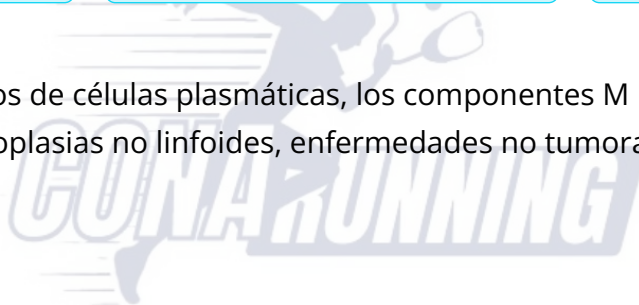 os de células plasmáticas, los componentes M
oplasias no linfoides, enfermedades no tumora
CONARUNNING